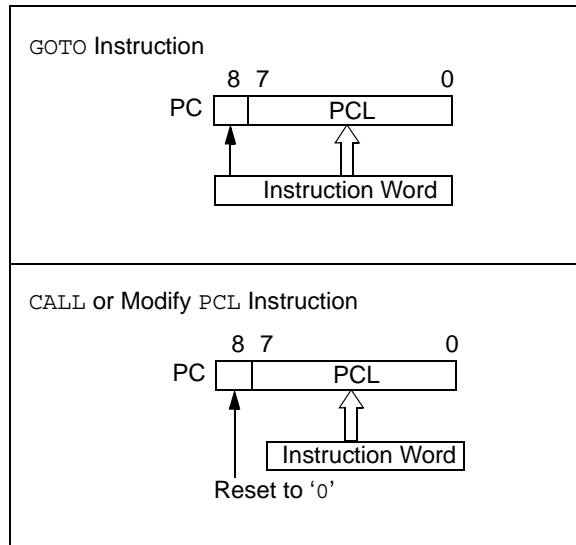 GOTO Instruction
8 7 0
PC PCL
Instruction Word
CALL or Modify PCL Instruction
8 7 0
PC PCL
Instruction Word
Reset to ‘0’